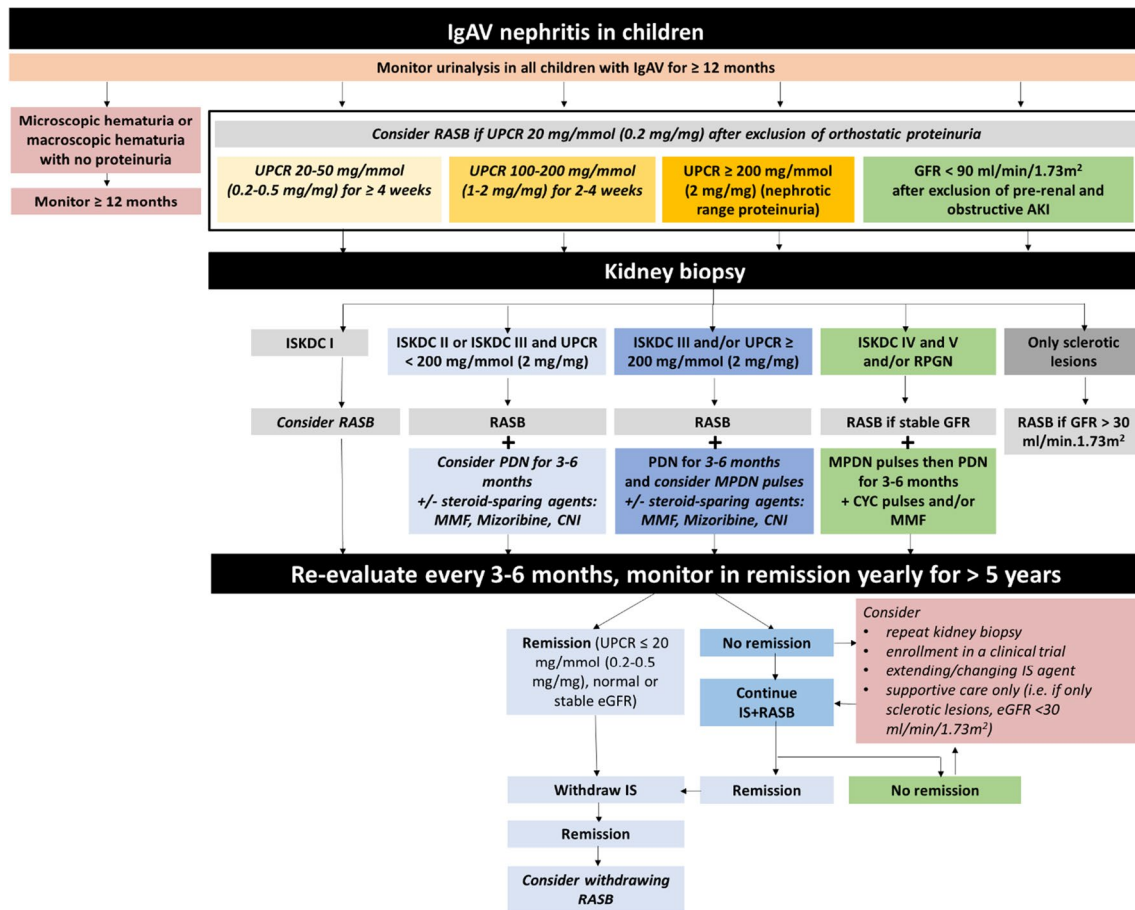 IgAV nephritis in children
Monitor urinalysis in all children with IgAV for ≥ 12 months
Microscopic hematuria or
macroscopic hematuria
with no proteinuria
Monitor ≥ 12 months
Consider RASB if UPCR 20 mg/mmol (0.2 mg/mg) after exclusion of orthostatic proteinuria
UPCR 20-50 mg/mmol
(0.2-0.5 mg/mg) for ≥ 4 weeks
UPCR 100-200 mg/mmol
(1-2 mg/mg) for 2-4 weeks
UPCR ≥ 200 mg/mmol
(2 mg/mg) (nephrotic
range proteinuria)
GFR < 90 ml/min/1.73m²
after exclusion of pre-renal and
obstructive AKI
Kidney biopsy
ISKDC I
ISKDC II or ISKDC III and UPCR
< 200 mg/mmol (2 mg/mg)
ISKDC III and/or UPCR ≥
200 mg/mmol (2 mg/mg)
ISKDC IV and V
and/or RPGN
Only sclerotic
lesions
Consider RASB
RASB
+
Consider PDN for 3-6
months
+/- steroid-sparing agents:
MMF, Mizoribine, CNI
RASB
+
PDN for 3-6 months
and consider MPDN pulses
+/- steroid-sparing agents:
MMF, Mizoribine, CNI
RASB if stable GFR
+
MPDN pulses then PDN
for 3-6 months
+ CYC pulses and/or
MMF
RASB if GFR > 30
ml/min.1.73m²
Re-evaluate every 3-6 months, monitor in remission yearly for > 5 years
Remission (UPCR ≤ 20
mg/mmol (0.2-0.5
mg/mg), normal or
stable eGFR)
No remission
Continue
IS+RASB
Consider
• repeat kidney biopsy
• enrollment in a clinical trial
• extending/changing IS agent
• supportive care only (i.e. if only
sclerotic lesions, eGFR <30
ml/min/1.73m²)
Withdraw IS
Remission
No remission
Remission
Consider withdrawing
RASB